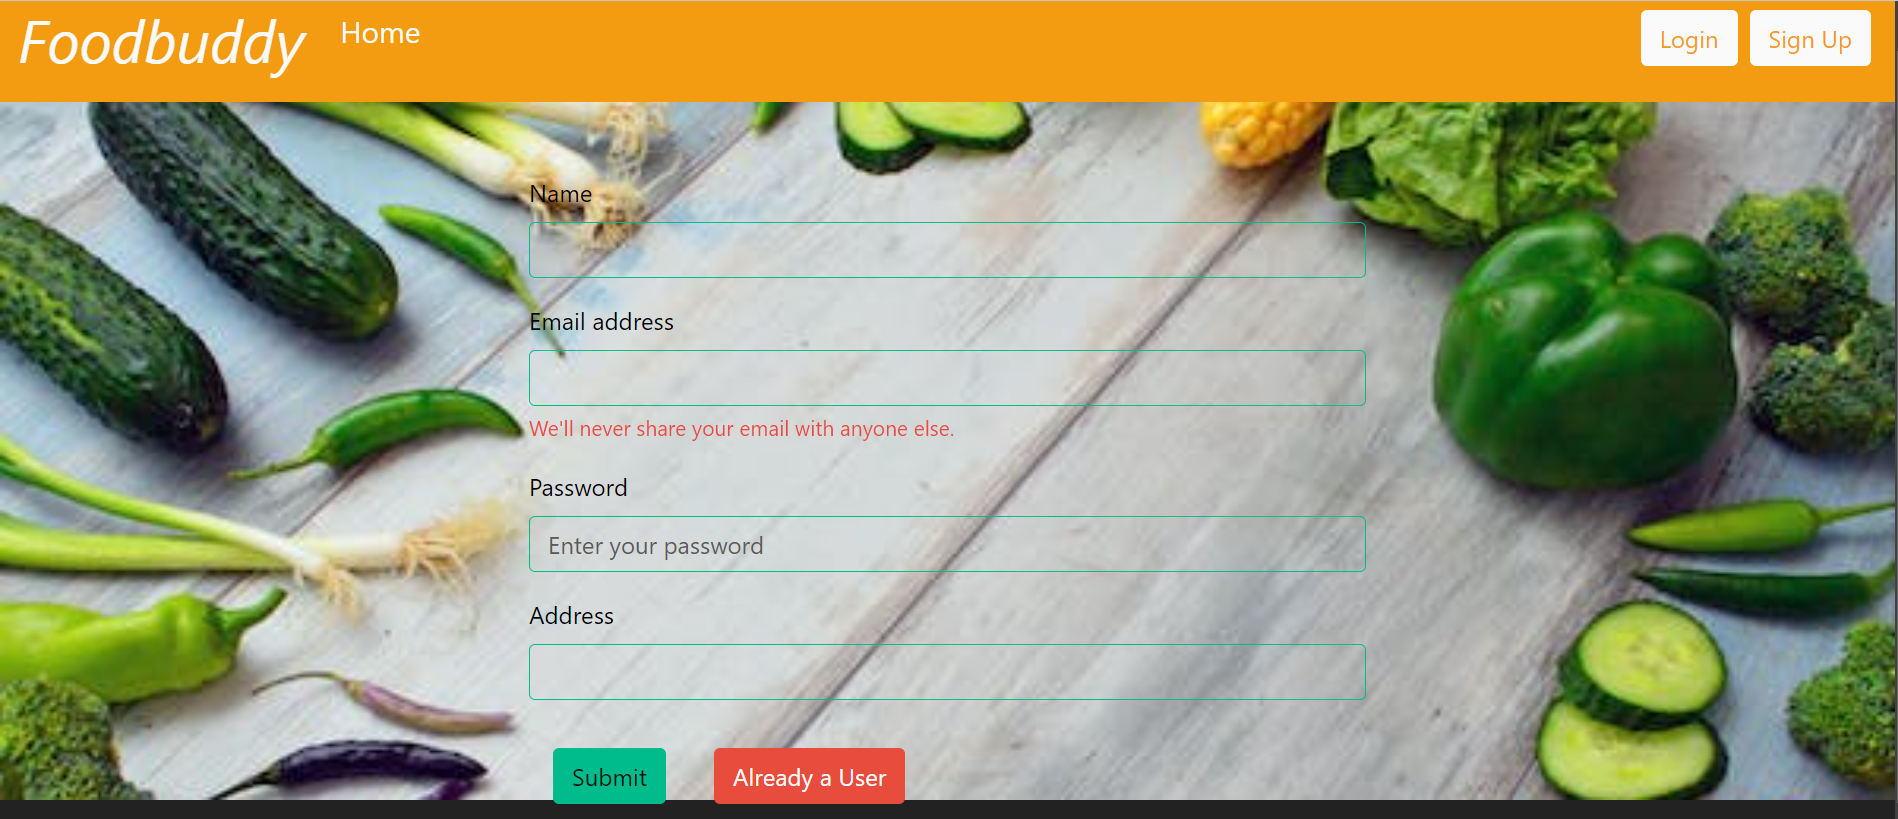 Foodbuddy Home Login Sign Up
Name
Email address
We'll never share your email with anyone else.
Password
Enter your password
Address
Submit Already a User